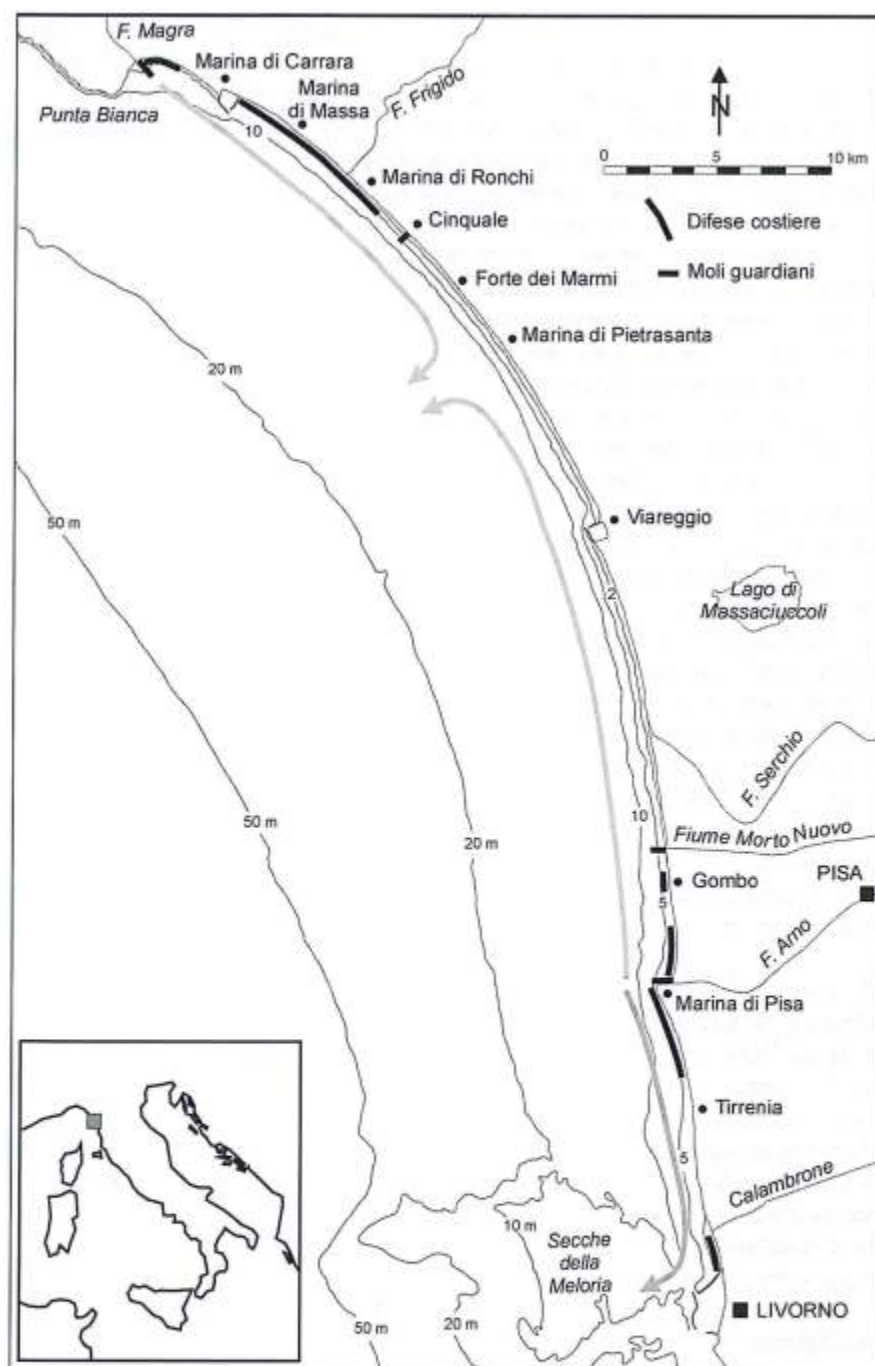 F. Magra
Marina di Carrara
Marina
di Massa
F. Frigido
Punta Bianca
10
N
0 5 10 km
Marina di Ronchi
Cinquale
Difese costiere
Forte dei Marmi
Moli guardiani
Marina di Pietrasanta
20 m
50 m
Viareggio
2
Lago di
Massaciuccoli
F. Serchio
50 m
10
20 m
Fiume Morto Nuovo
Gombo
PISA
5
F. Arno
Marina di Pisa
Tirrenia
5
Calambrone
10 m
Secche
della
Meloria
LIVORNO
50 m
20 m